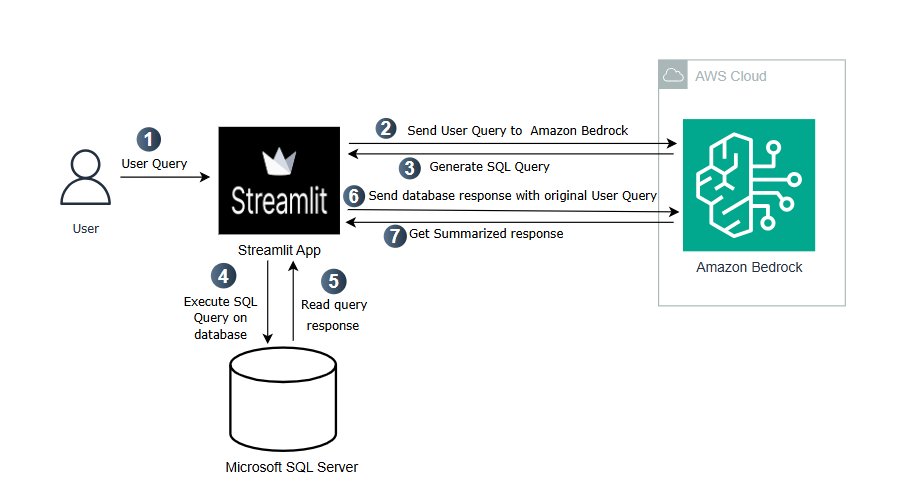 AWS Cloud
1
User Query
User
Streamlit
Streamlit App
2 Send User Query to Amazon Bedrock
3 Generate SQL Query
6 Send database response with original User Query
7 Get Summarized response
Amazon Bedrock
4
Execute SQL
Query on
database
5
Read query
response
Microsoft SQL Server